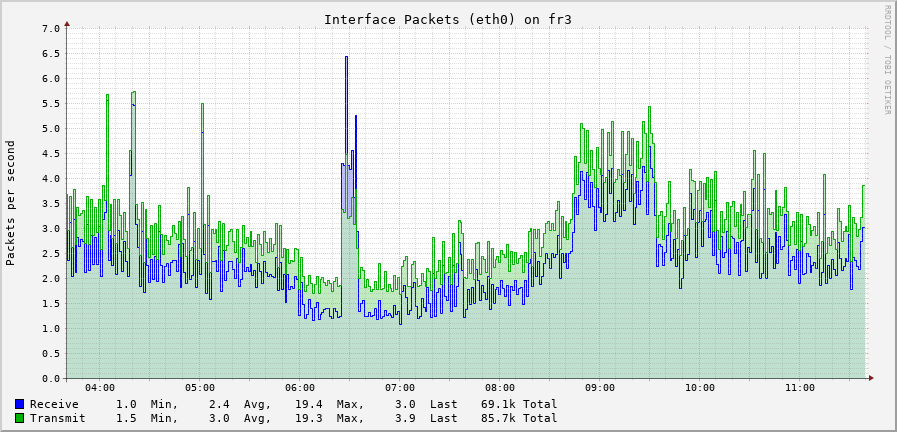 Interface Packets (eth0) on fr3
RRDTOOL / TOBI OETIKER
Packets per second
7.0
6.5
6.0
5.5
5.0
4.5
4.0
3.5
3.0
2.5
2.0
1.5
1.0
0.5
0.0
04:00 05:00 06:00 07:00 08:00 09:00 10:00 11:00
Receive 1.0 Min, 2.4 Avg, 19.4 Max, 3.0 Last 69.1k Total
Transmit 1.5 Min, 3.0 Avg, 19.3 Max, 3.9 Last 85.7k Total